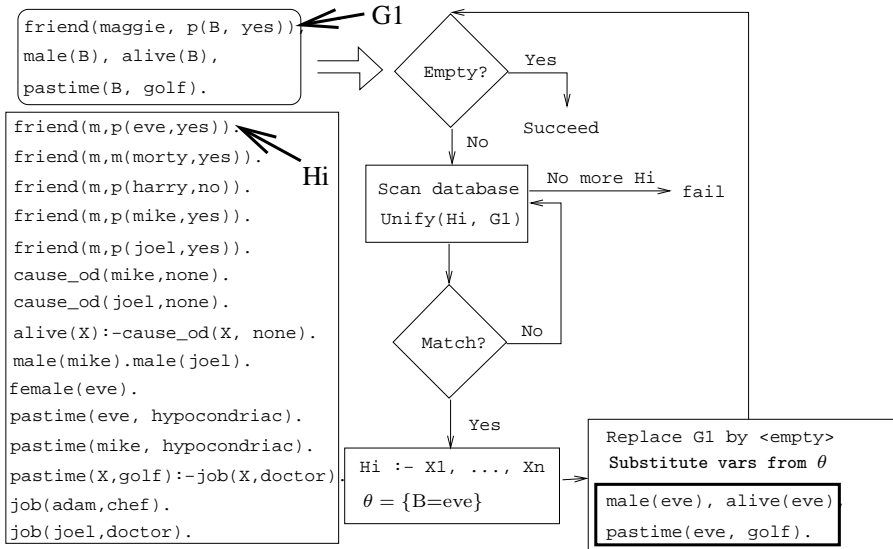 friend(maggie, p(B, yes)),
male(B), alive(B),
pastime(B, golf).
G1
friend(m,p(eve,yes)).
friend(m,m(morty,yes)).
friend(m,p(harry,no)).
friend(m,p(mike,yes)).
friend(m,p(joel,yes)).
cause_od(mike,none).
cause_od(joel,none).
alive(X):-cause_od(X, none).
male(mike).male(joel).
female(eve).
pastime(eve, hypocondriac).
pastime(mike, hypocondriac).
pastime(X,golf):-job(X,doctor).
job(adam,chef).
job(joel,doctor).
Hi
Empty?
Yes
Succeed
No
Scan database
Unify(Hi, G1)
No more Hi
fail
Match?
No
Yes
Hi :- X1, ..., Xn
θ = {B=eve}
Replace G1 by <empty>
Substitute vars from θ
male(eve), alive(eve),
pastime(eve, golf).